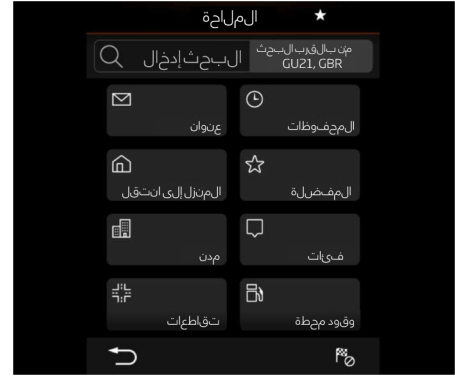 الملاحة
البحث بالقرب من
GU21, GBR
إدخال البحث
المحفوظات
عنوان
المفضلة
انتقل إلى المنزل
فئات
مدن
محطة وقود
تقاطعات